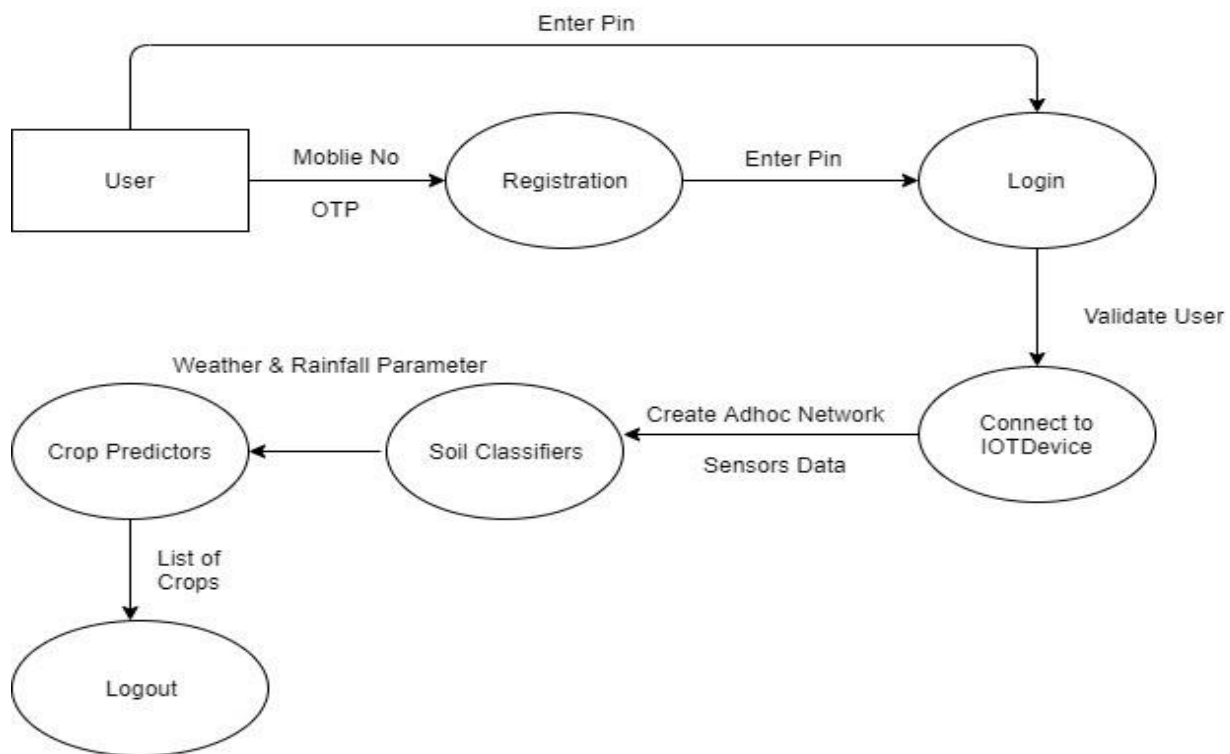 Enter Pin
User
Moblie No
OTP
Registration
Enter Pin
Login
Validate User
Weather & Rainfall Parameter
Crop Predictors
Soil Classifiers
Create Adhoc Network
Sensors Data
Connect to
IOTDevice
List of
Crops
Logout